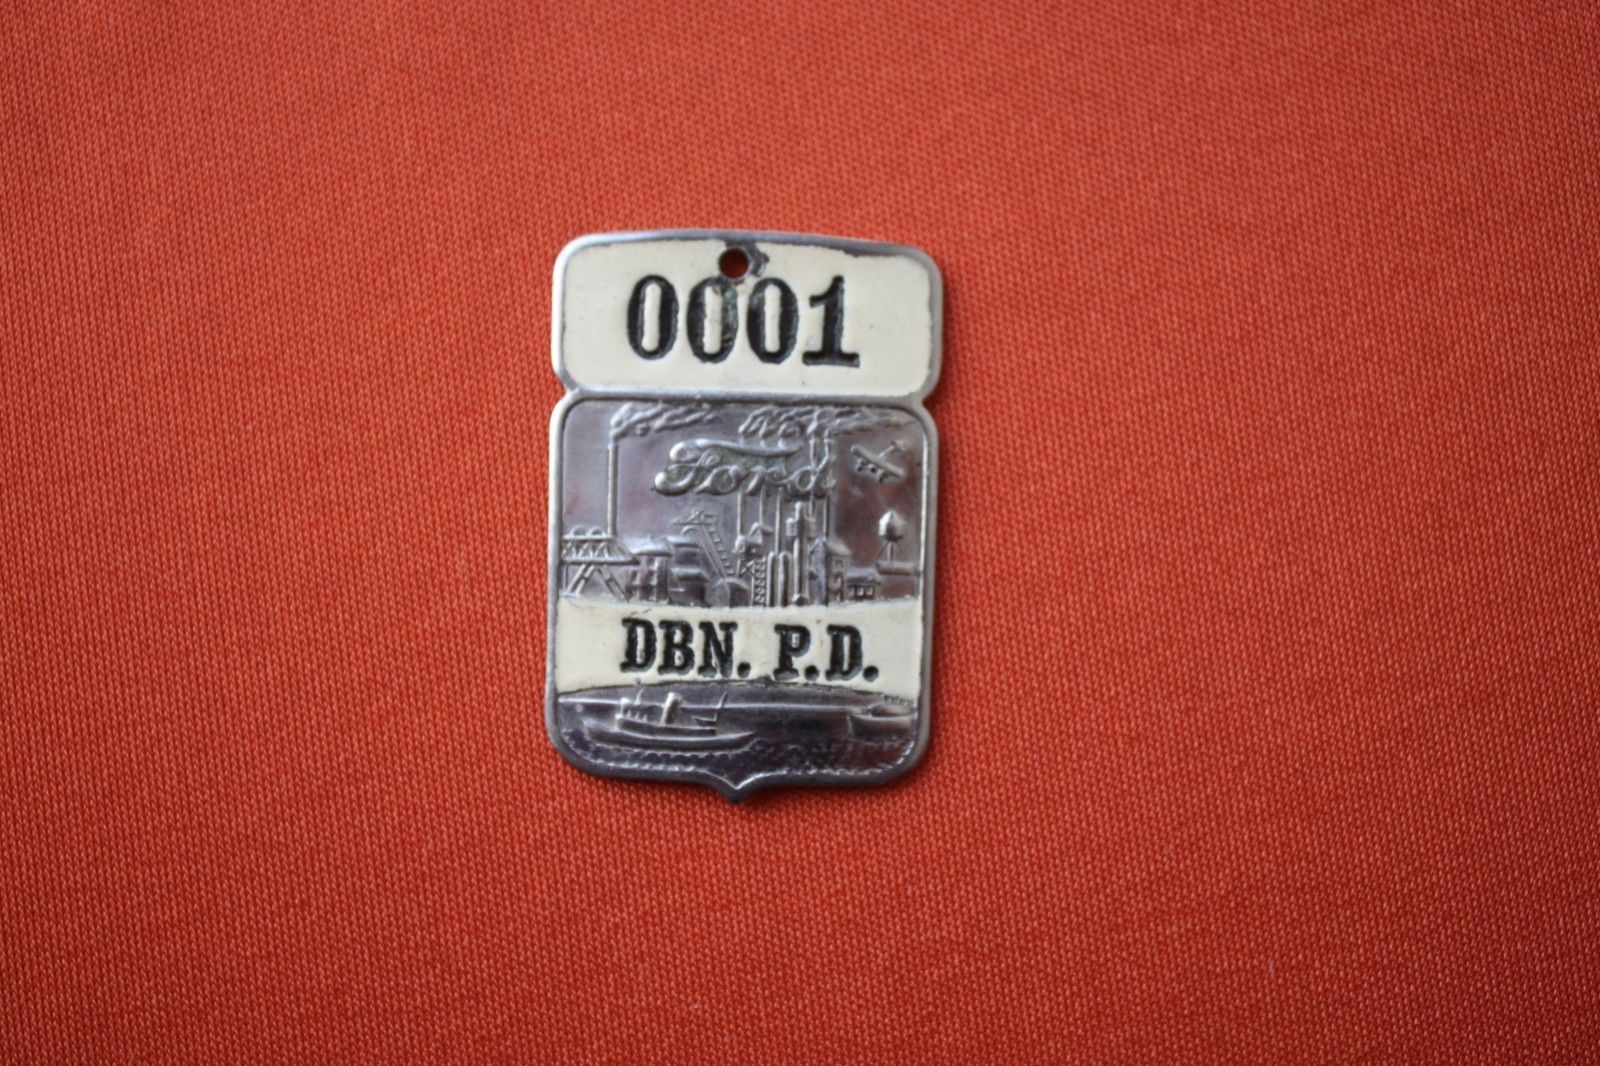 0001
Ford
DBN. P.D.